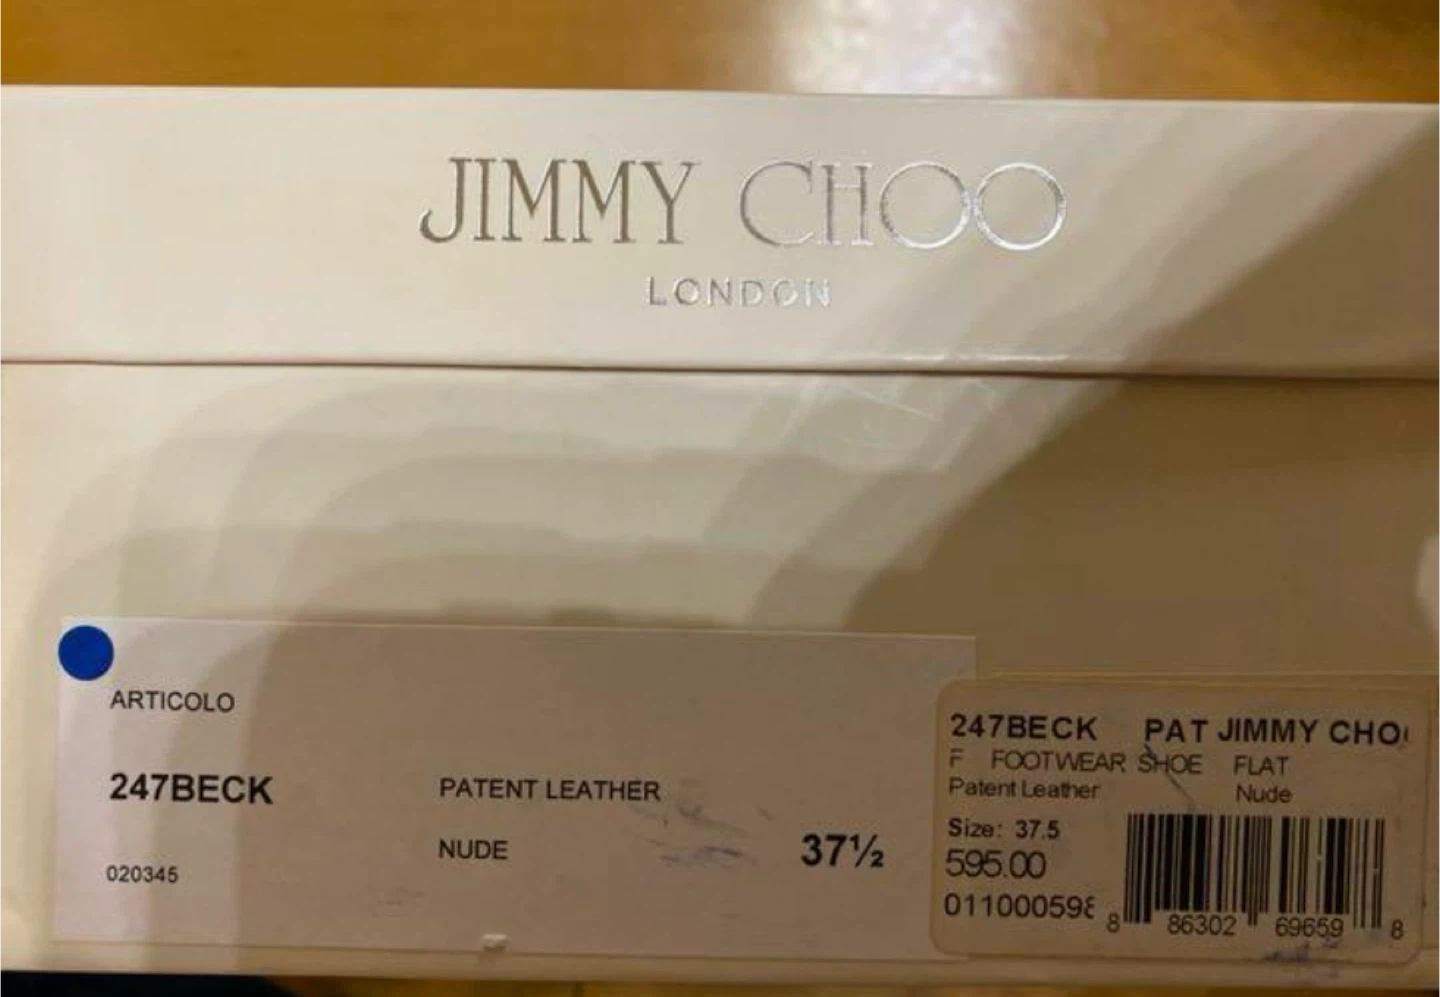 JIMMY CHOO
LONDON
ARTICOLO
247BECK PATENT LEATHER
NUDE 37½
020345
247BECK PAT JIMMY CHO
F FOOTWEAR SHOE FLAT
Patent Leather Nude
Size: 37.5
595.00
01100059
8 86302 69659 8